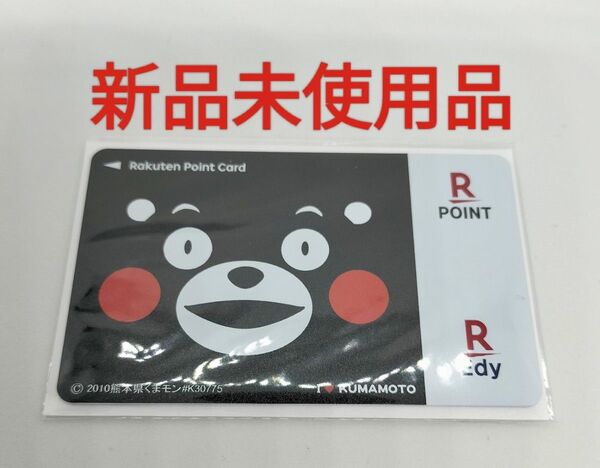 新品未使用品
Rakuten Point Card
R
POINT
R
Edy
© 2010熊本県くまモン#K30775
I ♥ KUMAMOTO